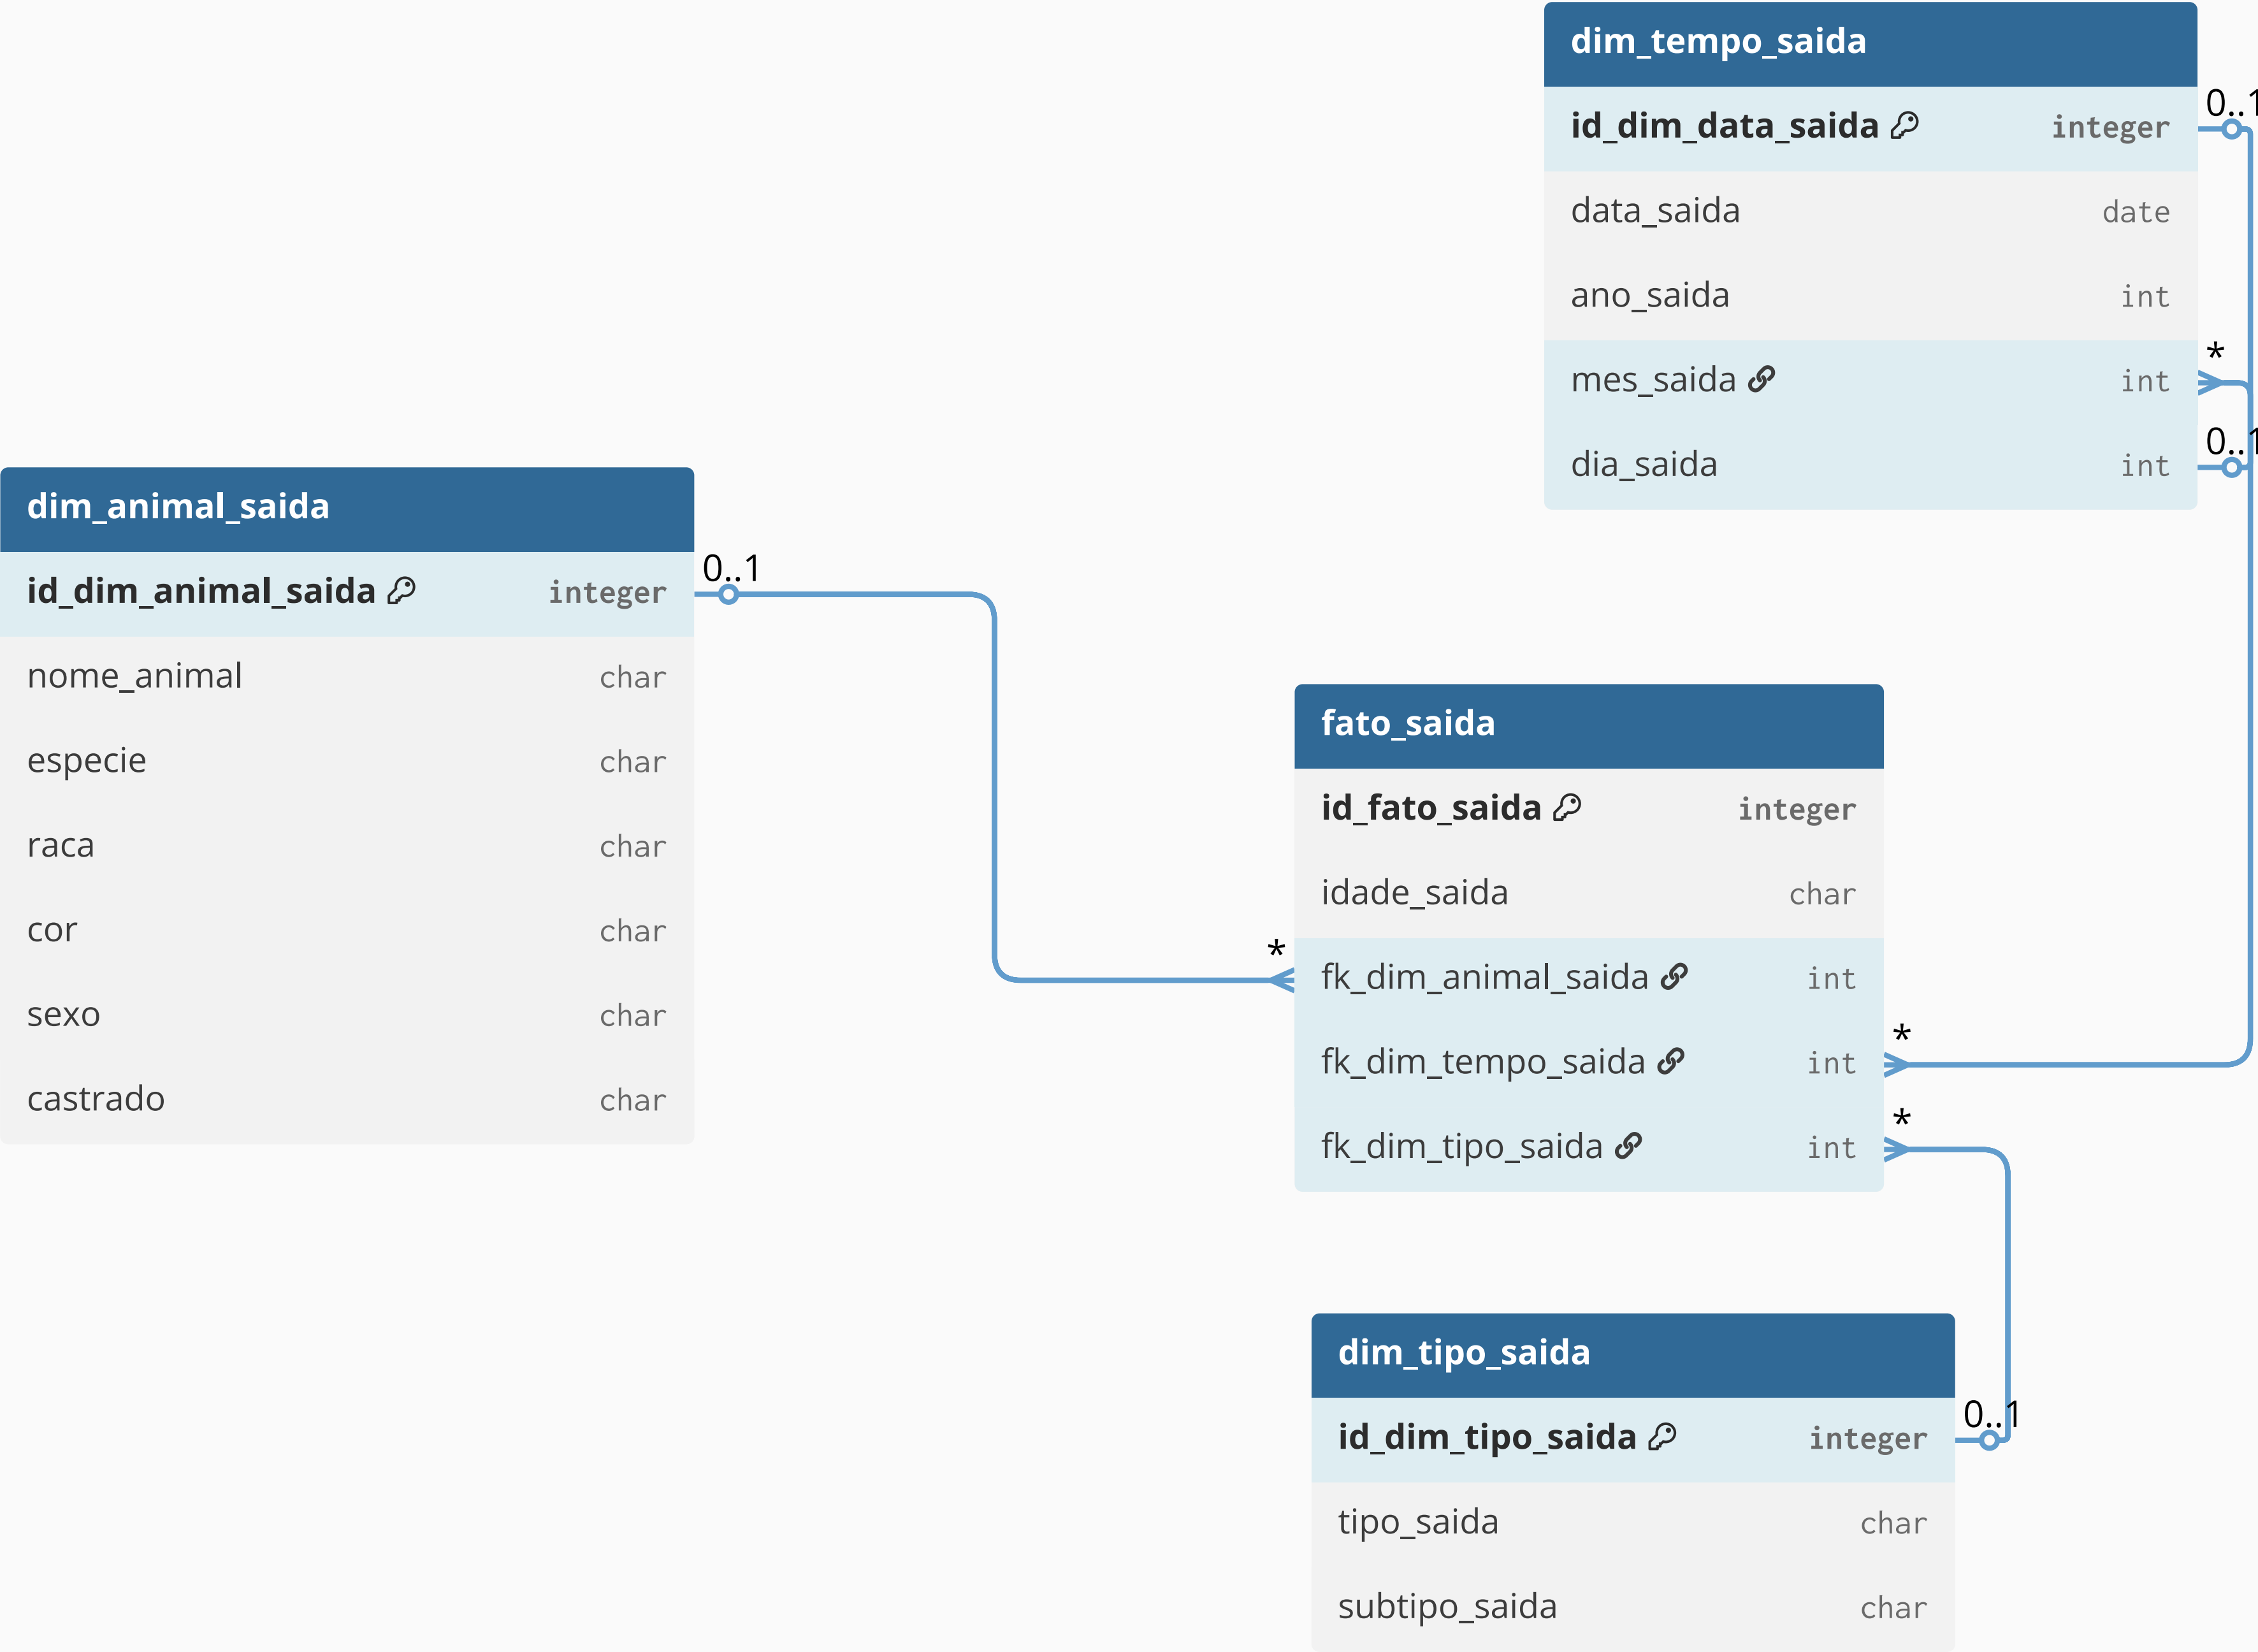 dim_tempo_saida
id_dim_data_saida integer
data_saida date
ano_saida int
mes_saida int
dia_saida int
0..1
*
0..1
dim_animal_saida
id_dim_animal_saida integer
nome_animal char
especie char
raca char
cor char
sexo char
castrado char
0..1
*
fato_saida
id_fato_saida integer
idade_saida char
fk_dim_animal_saida int
fk_dim_tempo_saida int
fk_dim_tipo_saida int
*
*
dim_tipo_saida
id_dim_tipo_saida integer
tipo_saida char
subtipo_saida char
0..1